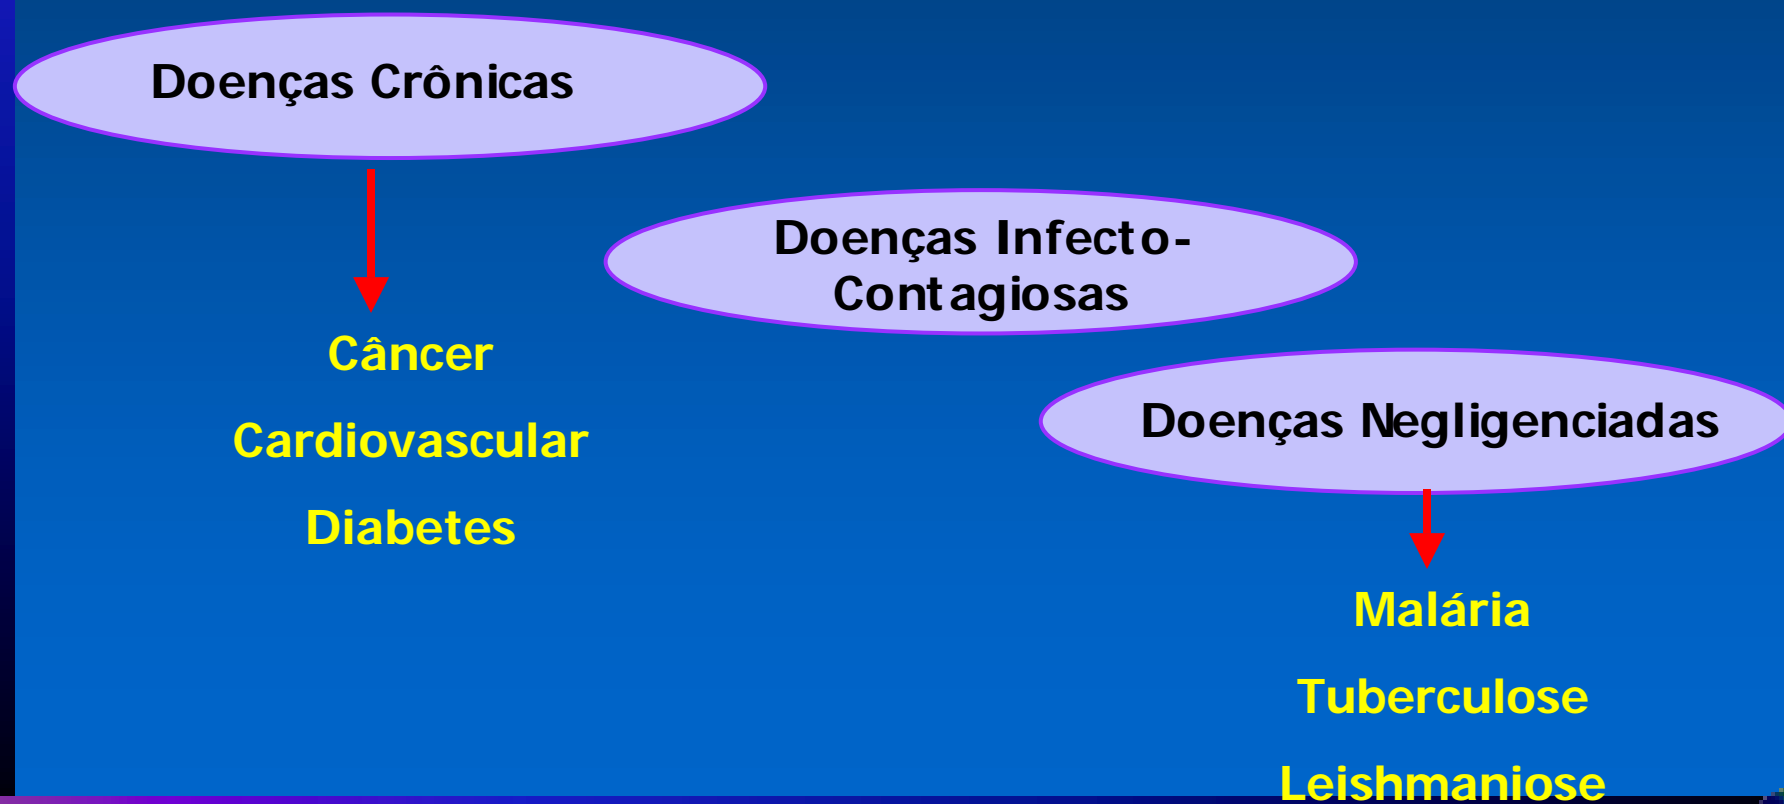 Doenças Crônicas
Doenças Infecto-
Contagiosas
Câncer
Cardiovascular
Diabetes
Doenças Negligenciadas
Malária
Tuberculose
Leishmaniose